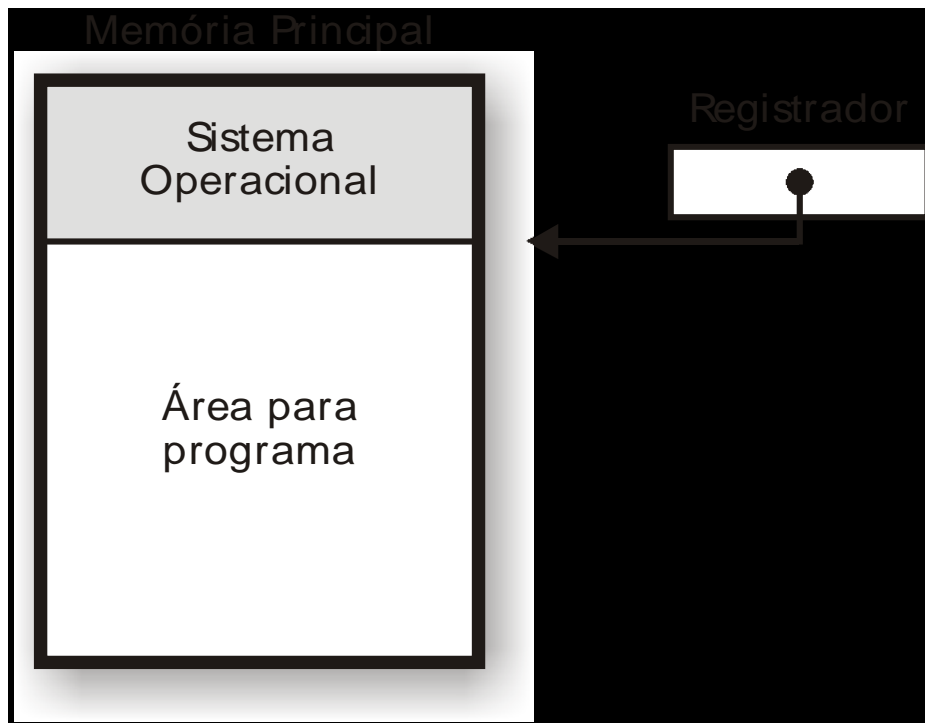 Memória Principal
Registrador
Sistema
Operacional
Área para
programa